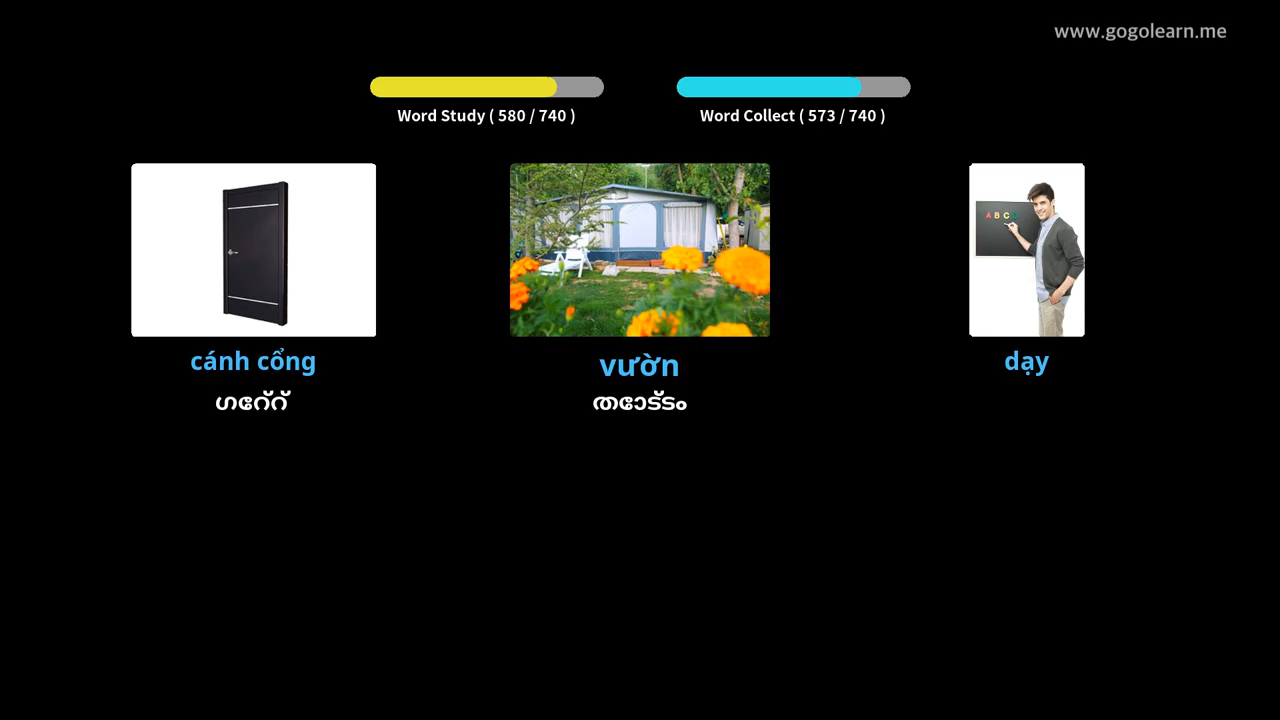 www.gogolearn.me
Word Study ( 580 / 740 )
Word Collect ( 573 / 740 )
A B C D
cánh cổng
vườn
dạy
ഗേറ്റ്
തോട്ടം